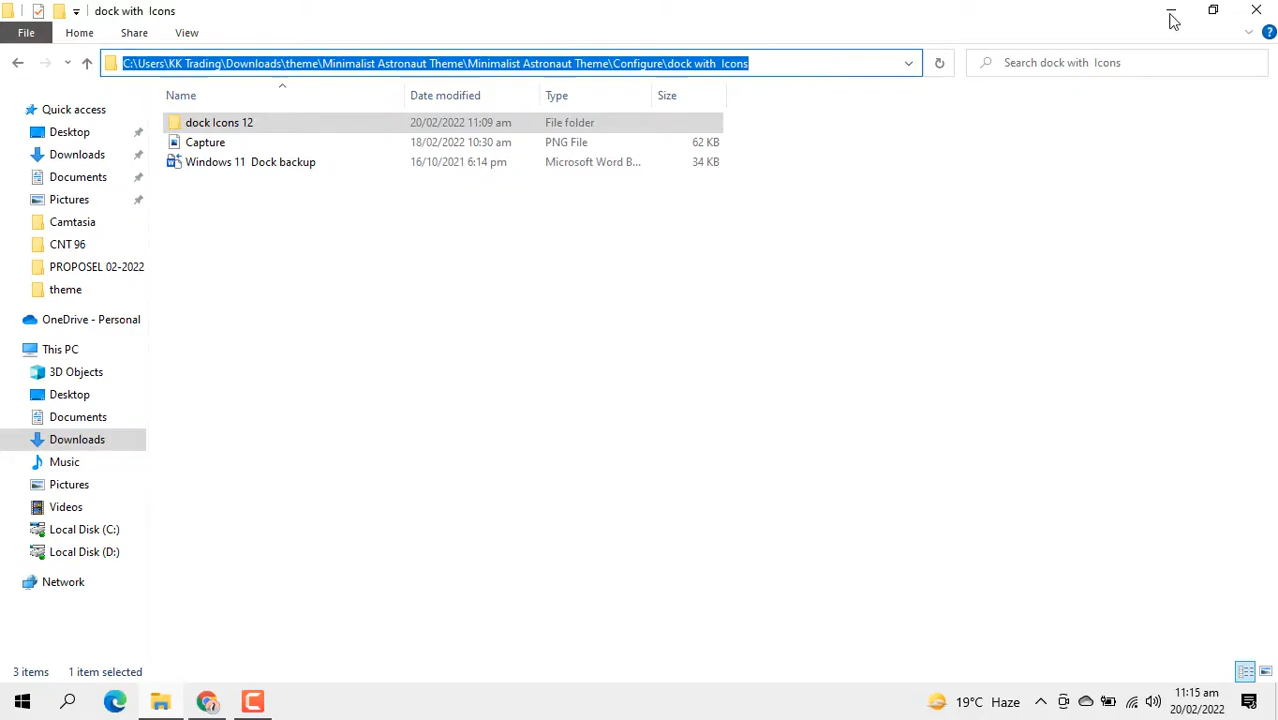 dock with  Icons
File
Home
Share
View
C:\Users\KK Trading\Downloads\theme\Minimalist Astronaut Theme\Minimalist Astronaut Theme\Configure\dock with  Icons
Search dock with  Icons
Name
Date modified
Type
Size
dock Icons 12
20/02/2022 11:09 am
File folder
Capture
18/02/2022 10:30 am
PNG File
62 KB
Windows 11  Dock backup
16/10/2021 6:14 pm
Microsoft Word B...
34 KB
Quick access
Desktop
Downloads
Documents
Pictures
Camtasia
CNT 96
PROPOSEL 02-2022
theme
OneDrive - Personal
This PC
3D Objects
Desktop
Documents
Downloads
Music
Pictures
Videos
Local Disk (C:)
Local Disk (D:)
Network
3 items
1 item selected
19°C Haze
11:15 am
20/02/2022